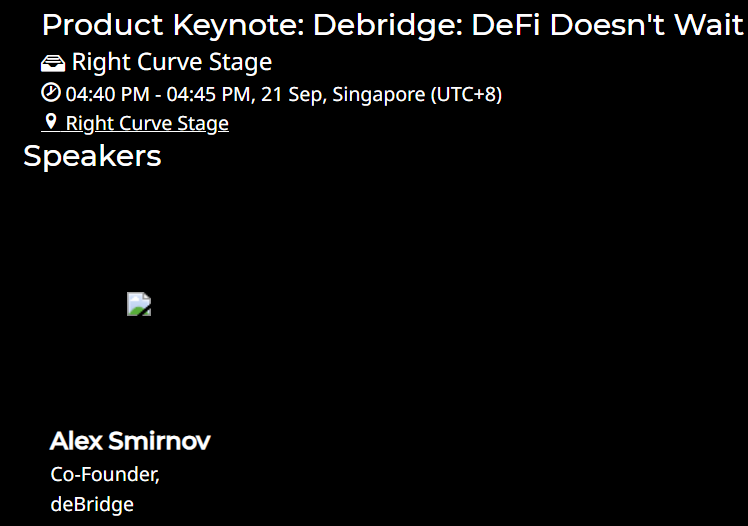 Product Keynote: Debridge: DeFi Doesn't Wait
Right Curve Stage
04:40 PM - 04:45 PM, 21 Sep, Singapore (UTC+8)
Right Curve Stage
Speakers
Alex Smirnov
Co-Founder,
deBridge